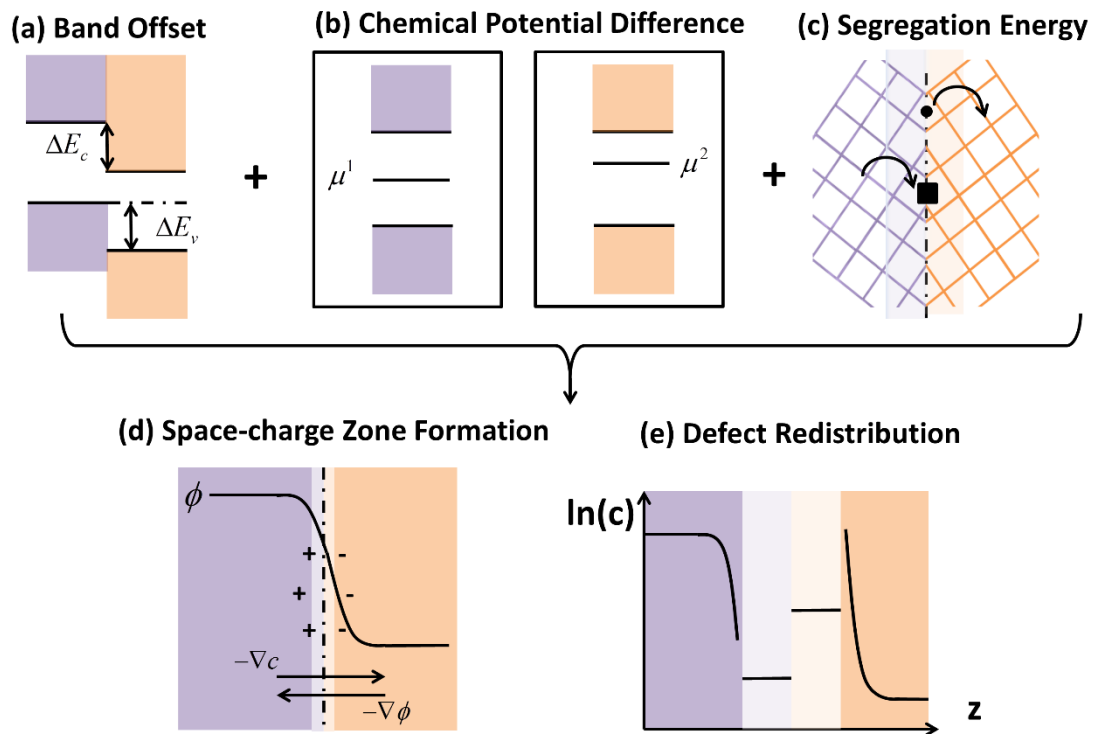 (a) Band Offset
(b) Chemical Potential Difference
(c) Segregation Energy
ΔE_c
ΔE_v
+
μ^1
μ^2
+
(d) Space-charge Zone Formation
(e) Defect Redistribution
ϕ
+ -
+ -
+ -
−∇c
−∇ϕ
ln(c)
z